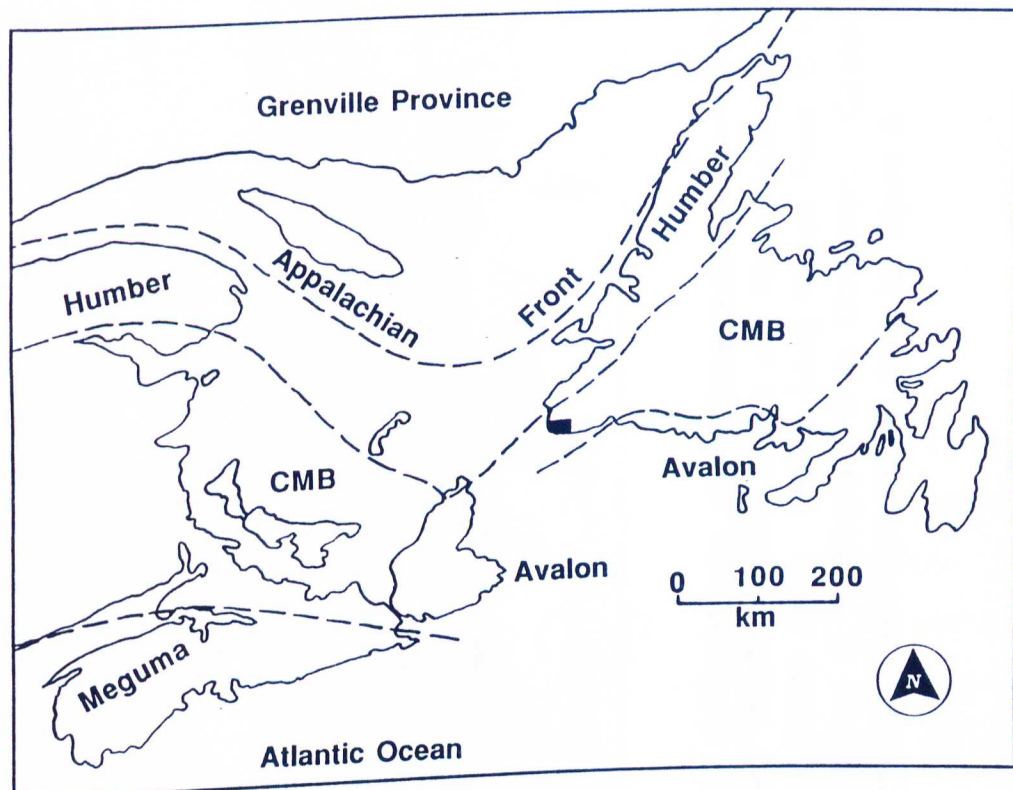 Grenville Province
Humber
Appalachian
Front
Humber
CMB
CMB
Avalon
Avalon
0 100 200
km
Meguma
N
Atlantic Ocean